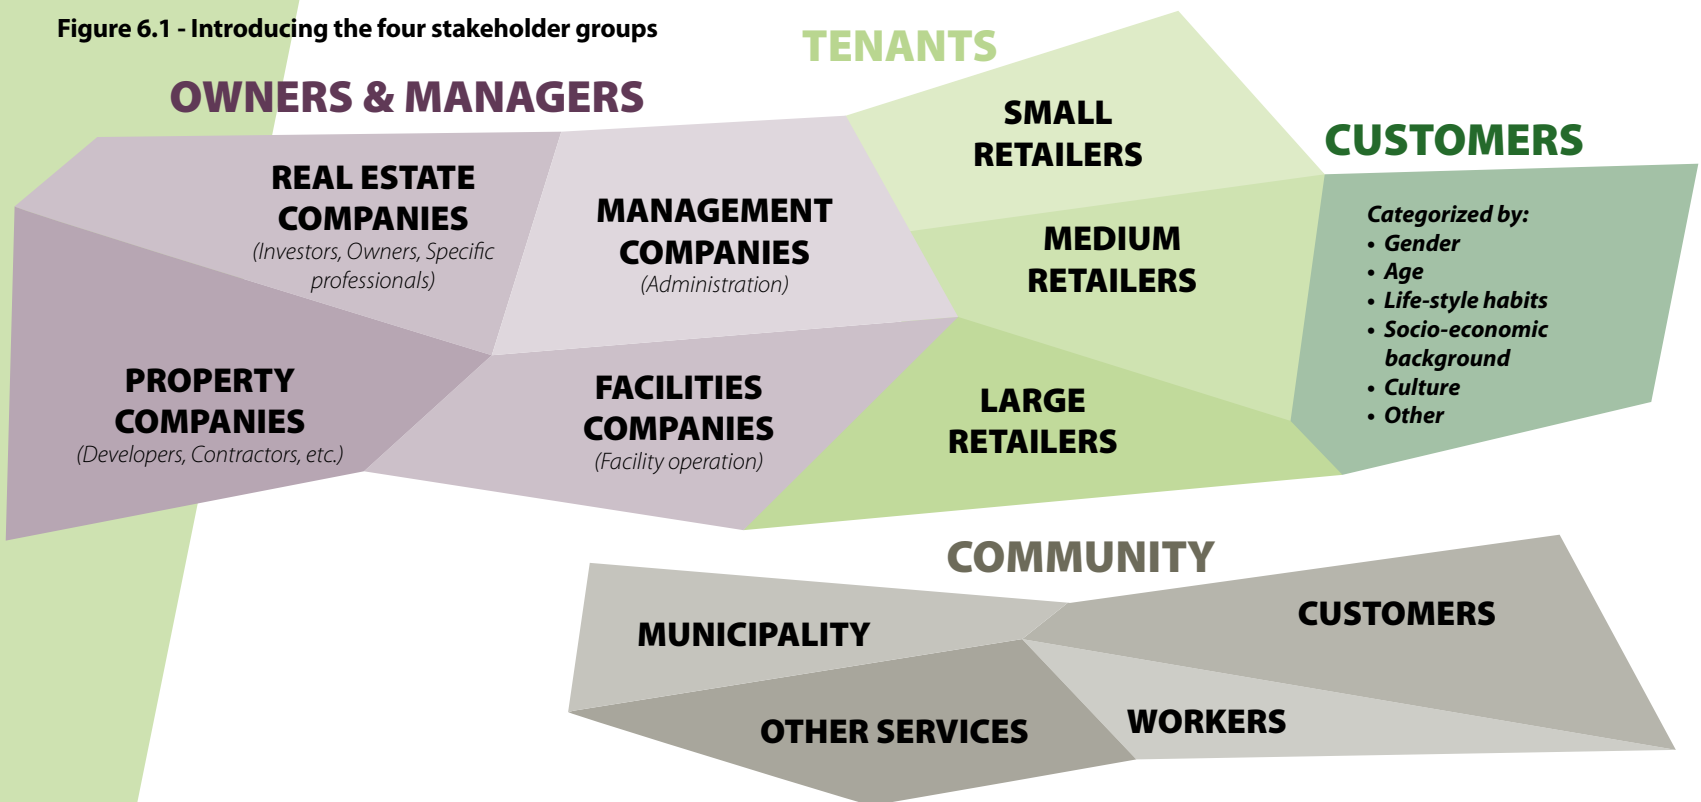 Figure 6.1 - Introducing the four stakeholder groups
OWNERS & MANAGERS
REAL ESTATE
COMPANIES
(Investors, Owners, Specific
professionals)
MANAGEMENT
COMPANIES
(Administration)
PROPERTY
COMPANIES
(Developers, Contractors, etc.)
FACILITIES
COMPANIES
(Facility operation)
TENANTS
SMALL
RETAILERS
MEDIUM
RETAILERS
LARGE
RETAILERS
CUSTOMERS
Categorized by:
• Gender
• Age
• Life-style habits
• Socio-economic
background
• Culture
• Other
COMMUNITY
MUNICIPALITY
CUSTOMERS
OTHER SERVICES
WORKERS